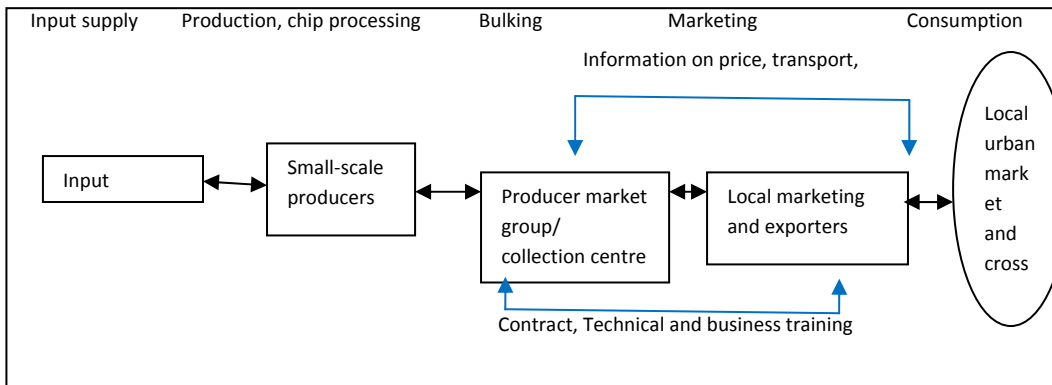 Input supply Production, chip processing Bulking Marketing Consumption
Information on price, transport,
Input
Small-scale
producers
Producer market
group/
collection centre
Local marketing
and exporters
Local
urban
mark
et
and
cross
Contract, Technical and business training